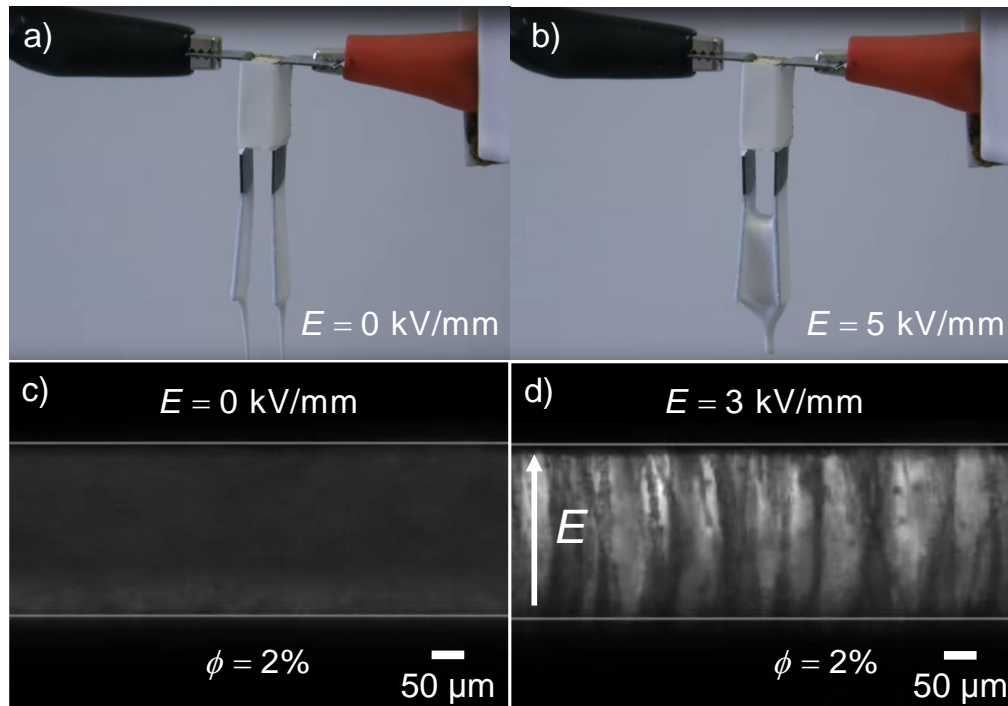 a)
E = 0 kV/mm
b)
E = 5 kV/mm
c)
E = 0 kV/mm
ϕ = 2%
50 μm
d)
E = 3 kV/mm
E
ϕ = 2%
50 μm